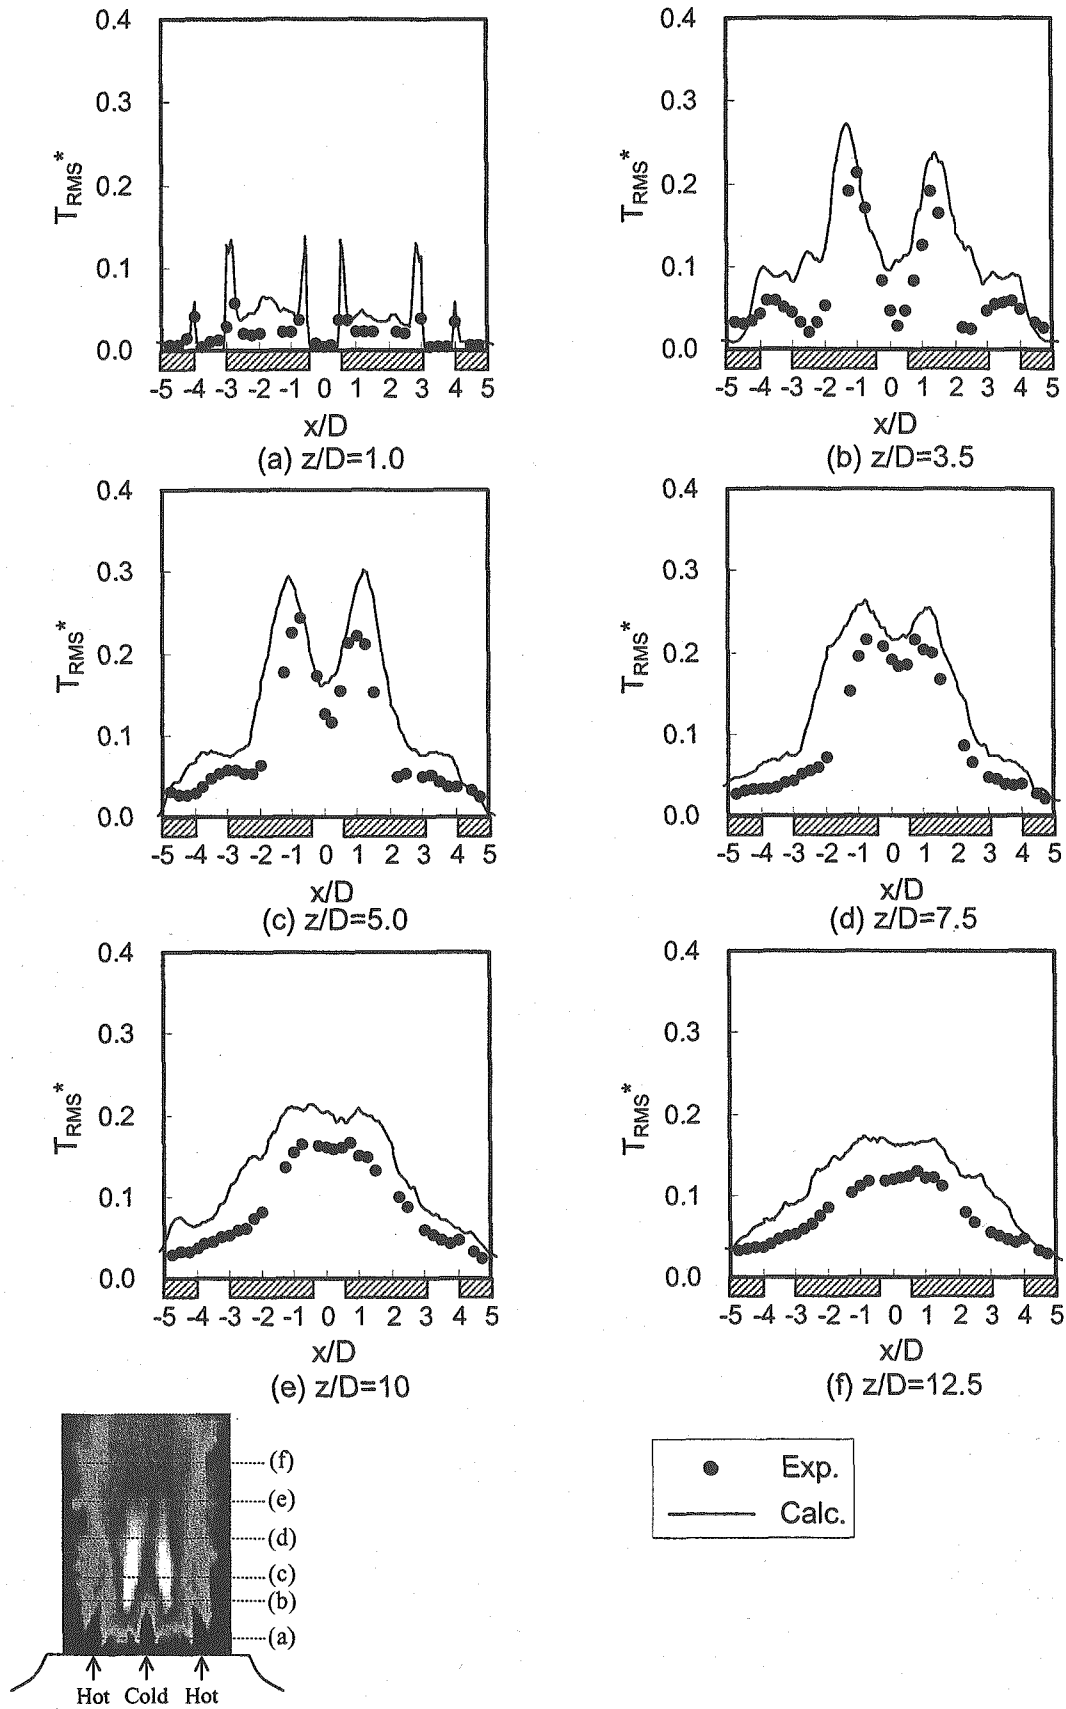 0.4
0.3
0.2
0.1
0.0
T_RMS*
-5 -4 -3 -2 -1 0 1 2 3 4 5
x/D
(a) z/D=1.0
0.4
0.3
0.2
0.1
0.0
T_RMS*
-5 -4 -3 -2 -1 0 1 2 3 4 5
x/D
(b) z/D=3.5
0.4
0.3
0.2
0.1
0.0
T_RMS*
-5 -4 -3 -2 -1 0 1 2 3 4 5
x/D
(c) z/D=5.0
0.4
0.3
0.2
0.1
0.0
T_RMS*
-5 -4 -3 -2 -1 0 1 2 3 4 5
x/D
(d) z/D=7.5
0.4
0.3
0.2
0.1
0.0
T_RMS*
-5 -4 -3 -2 -1 0 1 2 3 4 5
x/D
(e) z/D=10
0.4
0.3
0.2
0.1
0.0
T_RMS*
-5 -4 -3 -2 -1 0 1 2 3 4 5
x/D
(f) z/D=12.5
(f)
(e)
(d)
(c)
(b)
(a)
Hot Cold Hot
Exp.
Calc.